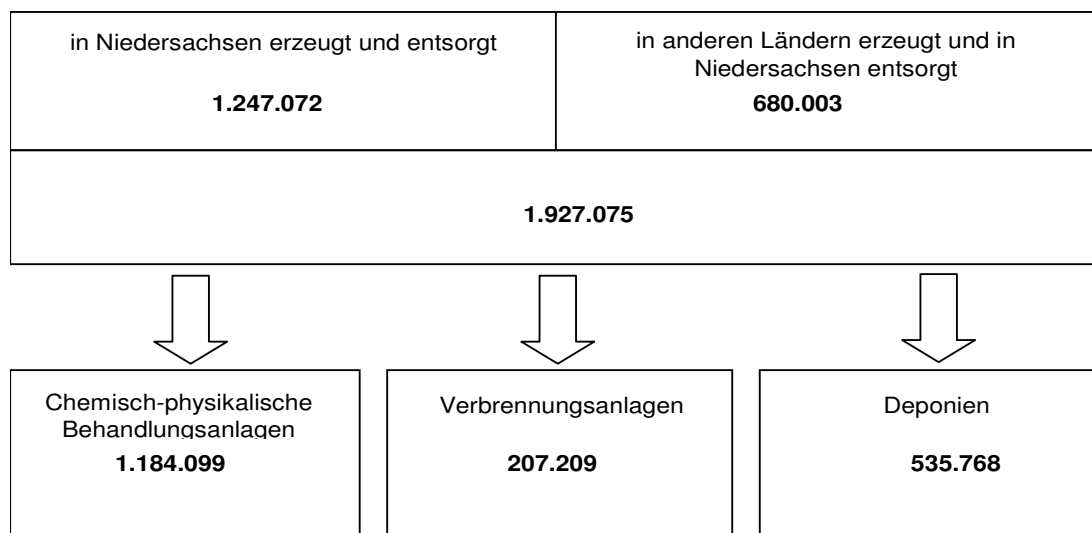 in Niedersachsen erzeugt und entsorgt
1.247.072
in anderen Ländern erzeugt und in
Niedersachsen entsorgt
680.003
1.927.075
Chemisch-physikalische
Behandlungsanlagen
1.184.099
Verbrennungsanlagen
207.209
Deponien
535.768